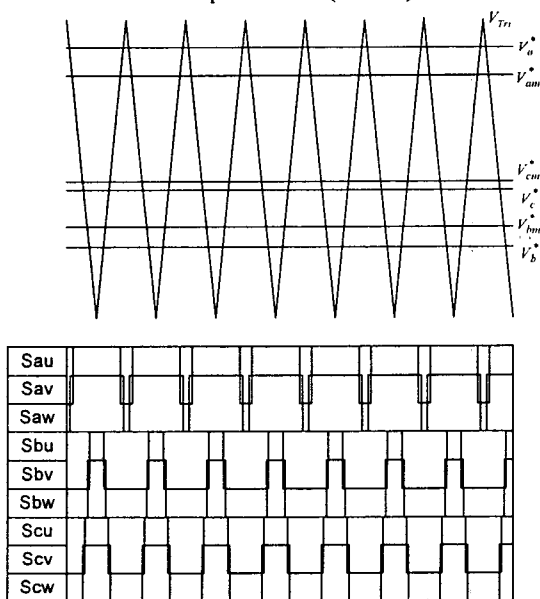 V_Tri
V_a*
V_am*
V_cm*
V_c*
V_bm*
V_b*
Sau
Sav
Saw
Sbu
Sbv
Sbw
Scu
Scv
Scw